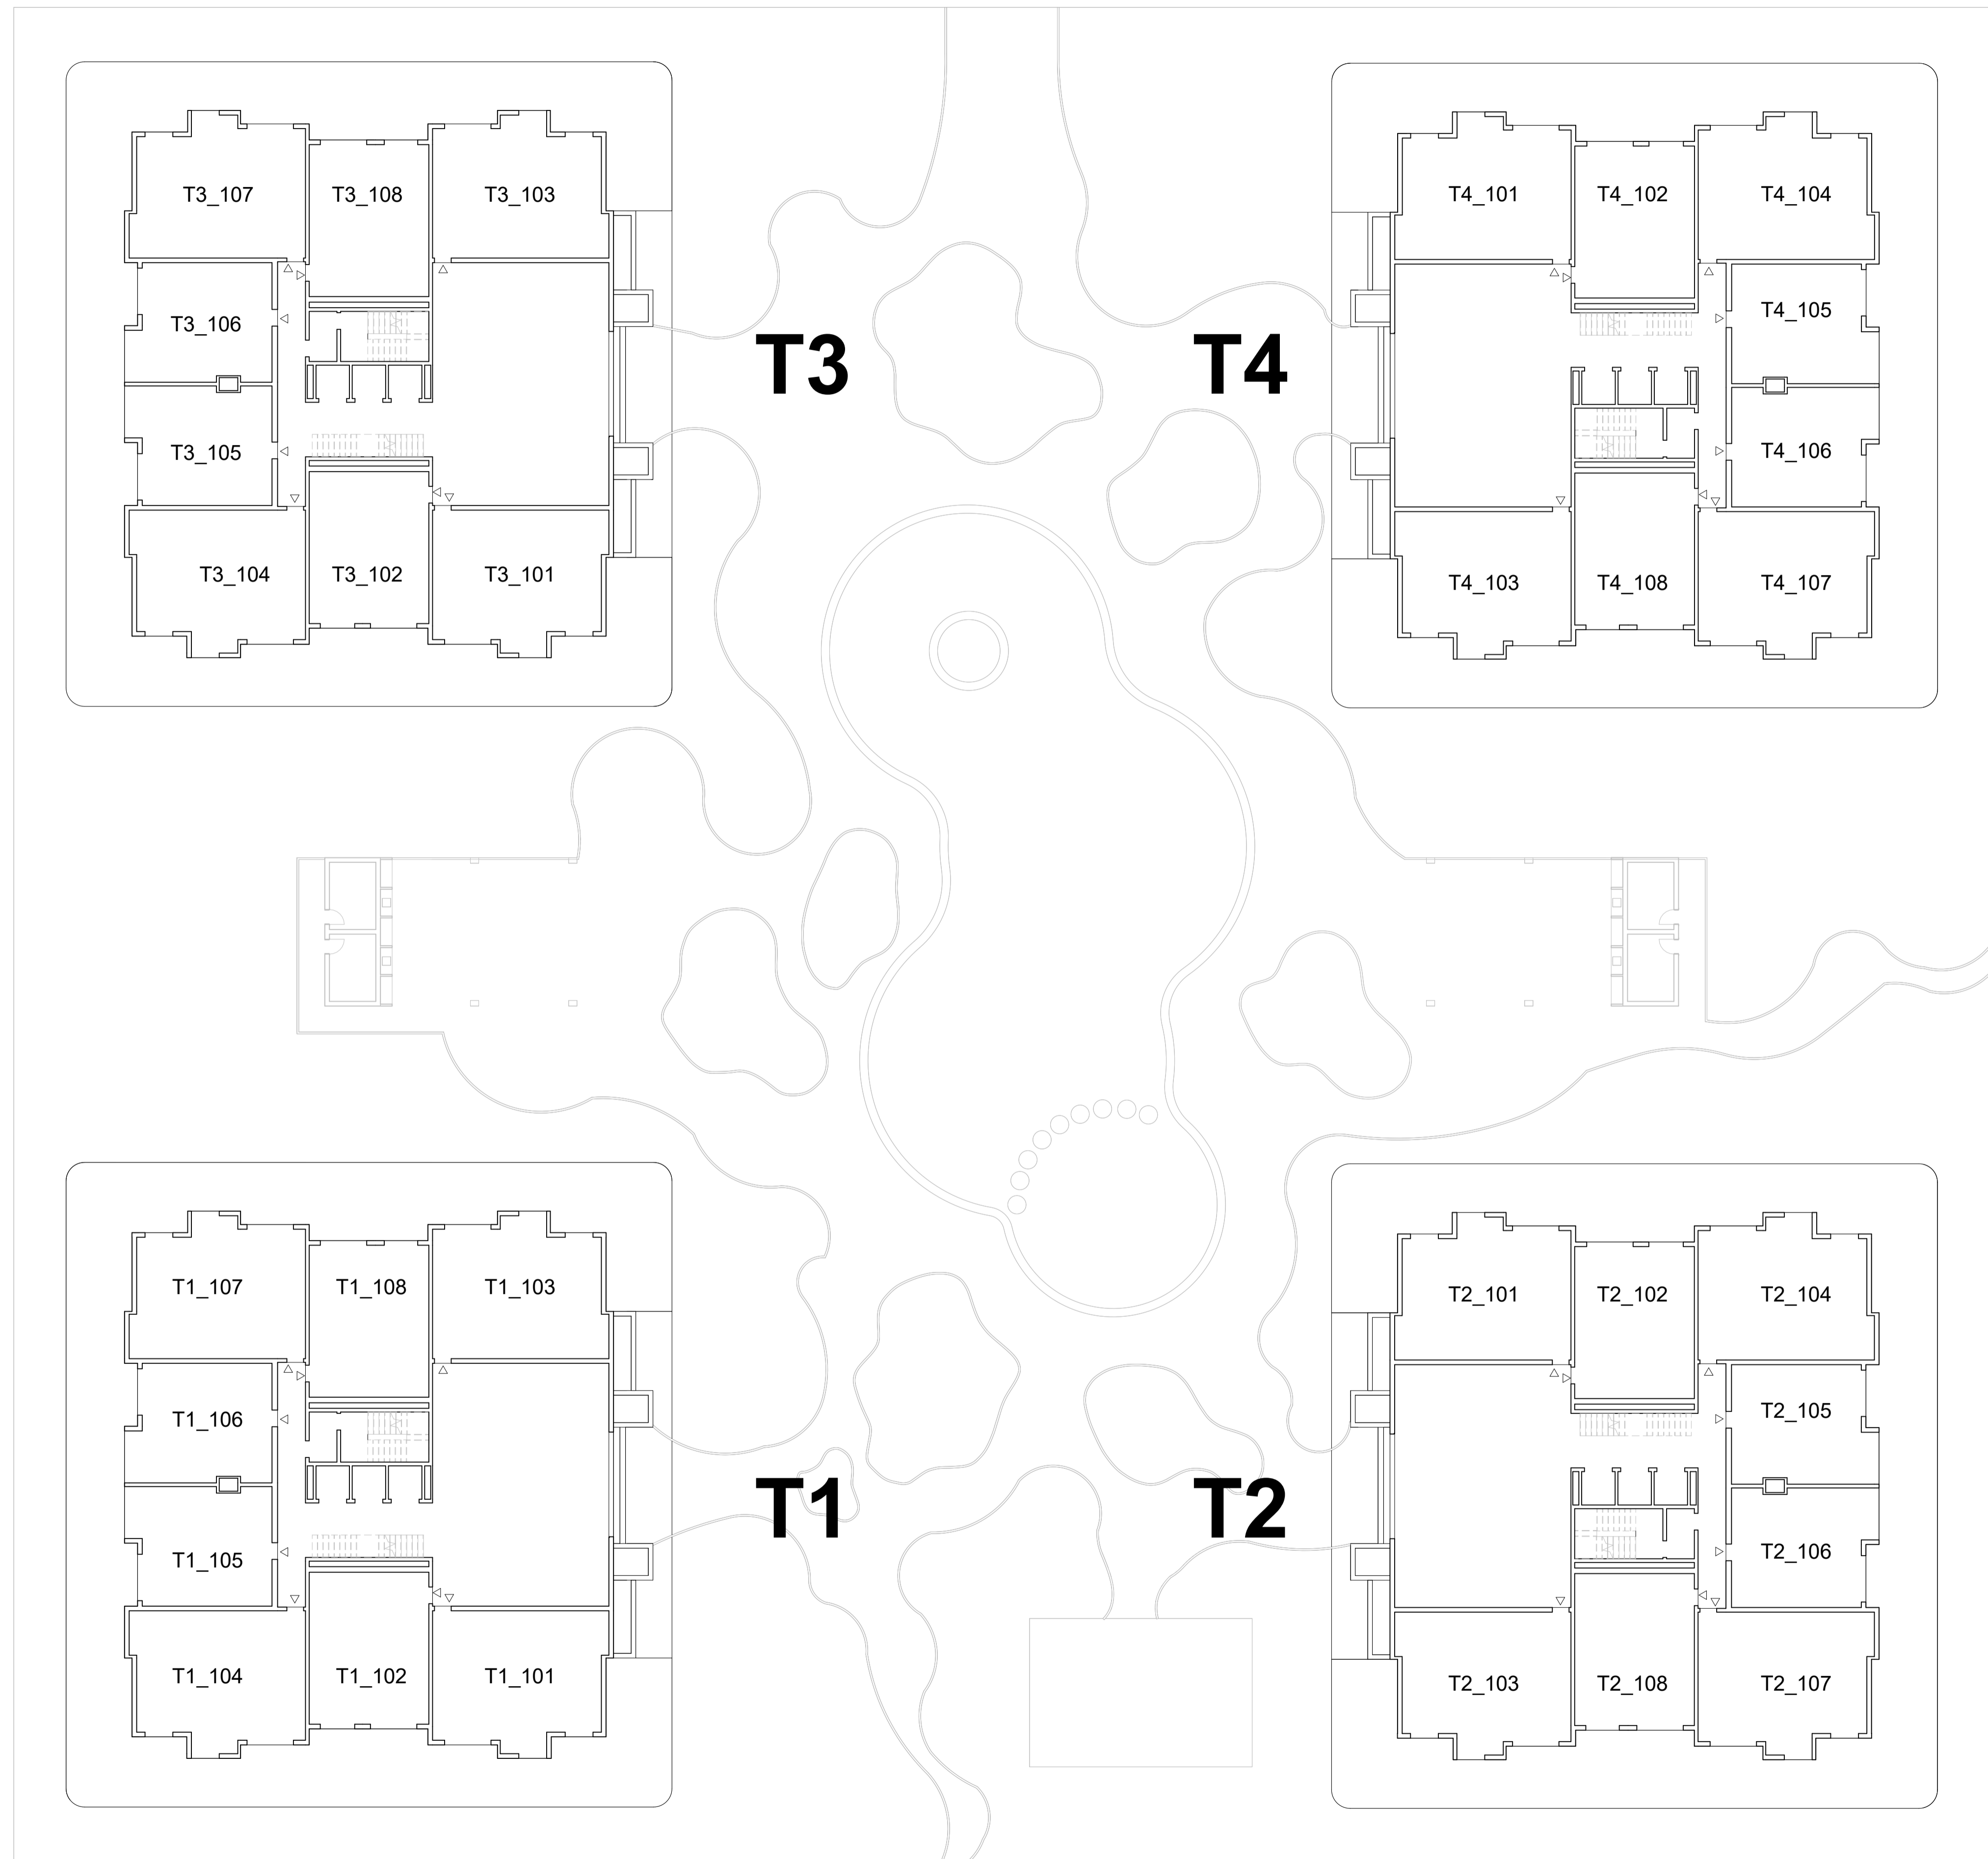 T3_107 T3_108 T3_103
T3_106
T3_105
T3_104 T3_102 T3_101
T3
T4
T4_101 T4_102 T4_104
T4_105
T4_106
T4_103 T4_108 T4_107
T1_107 T1_108 T1_103
T1_106
T1_105
T1_104 T1_102 T1_101
T1
T2
T2_101 T2_102 T2_104
T2_105
T2_106
T2_103 T2_108 T2_107